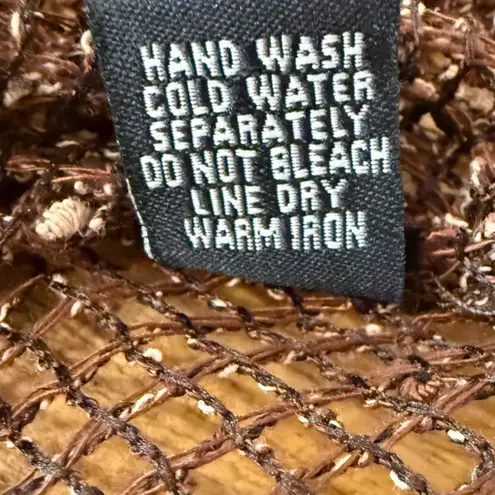 HAND WASH
COLD WATER
SEPARATELY
DO NOT BLEACH
LINE DRY
WARM IRON